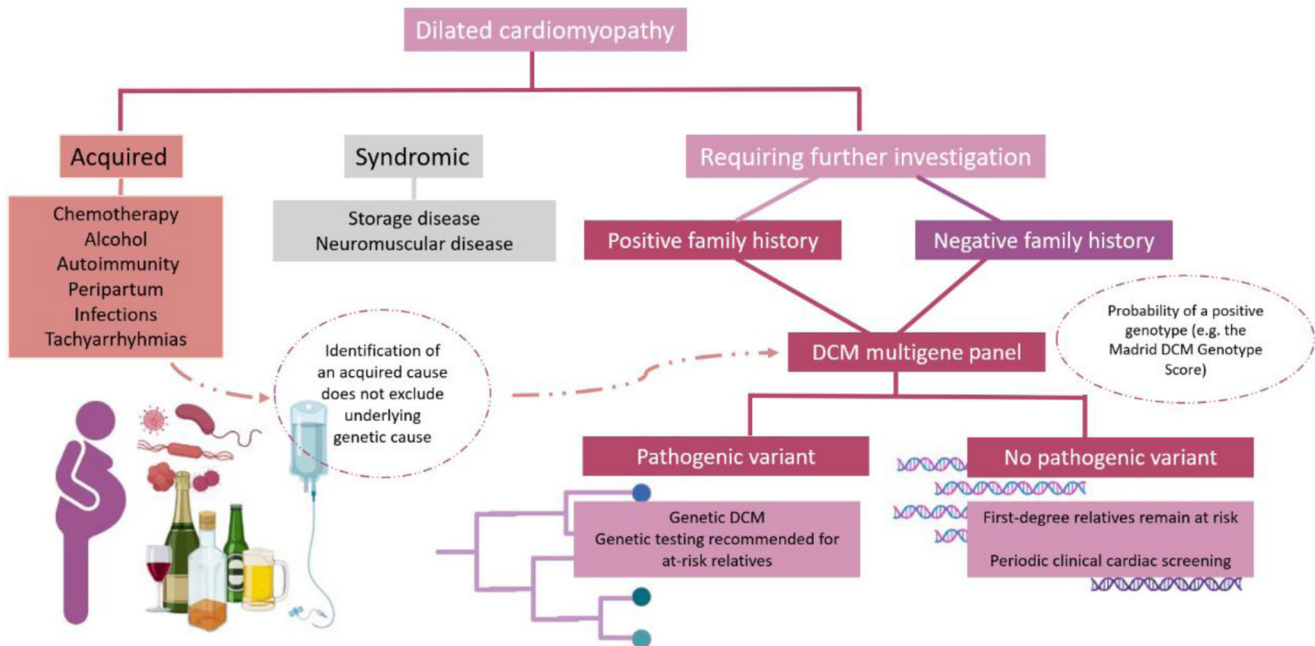 Dilated cardiomyopathy
Acquired
Chemotherapy
Alcohol
Autoimmunity
Peripartum
Infections
Tachyarrhyhmias
Syndromic
Storage disease
Neuromuscular disease
Requiring further investigation
Positive family history
Negative family history
Identification of
an acquired cause
does not exclude
underlying
genetic cause
DCM multigene panel
Probability of a positive
genotype (e.g. the
Madrid DCM Genotype
Score)
Pathogenic variant
Genetic DCM
Genetic testing recommended for
at-risk relatives
No pathogenic variant
First-degree relatives remain at risk
Periodic clinical cardiac screening